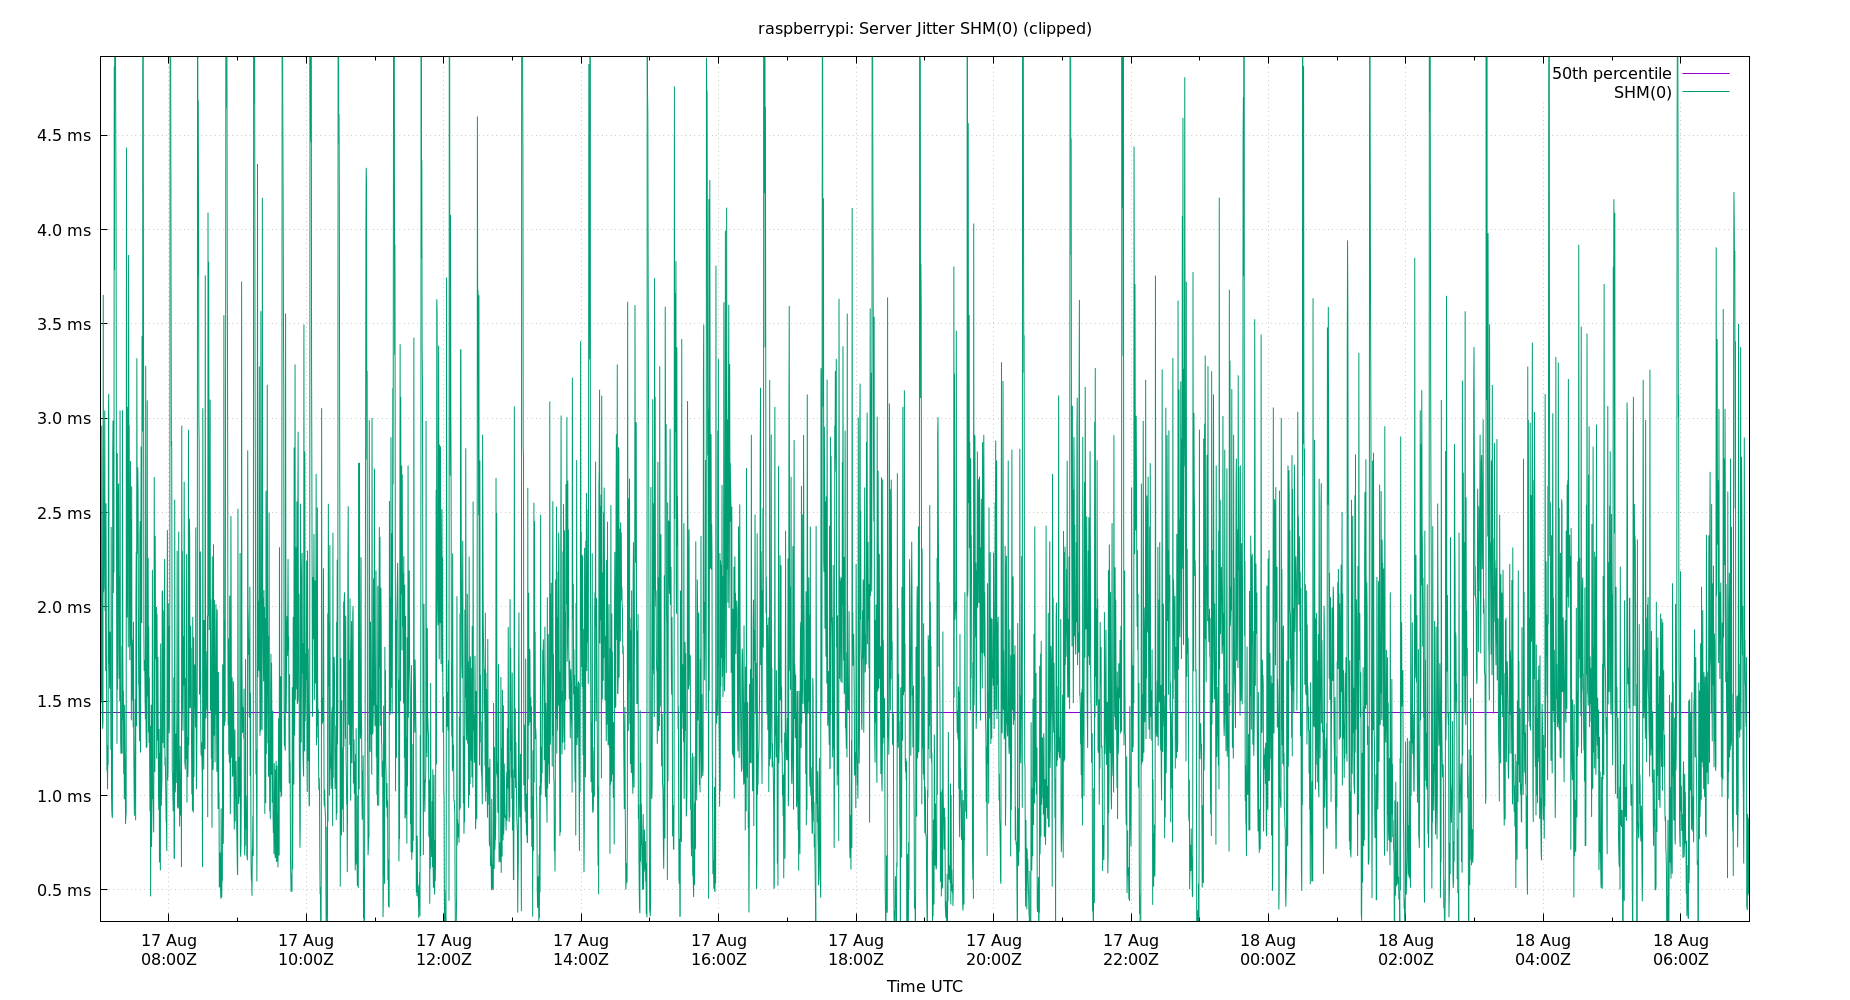 raspberrypi: Server Jitter SHM(0) (clipped)
50th percentile
SHM(0)
4.5 ms
4.0 ms
3.5 ms
3.0 ms
2.5 ms
2.0 ms
1.5 ms
1.0 ms
0.5 ms
17 Aug 17 Aug 17 Aug 17 Aug 17 Aug 17 Aug 17 Aug 17 Aug 18 Aug 18 Aug 18 Aug 18 Aug
08:00Z 10:00Z 12:00Z 14:00Z 16:00Z 18:00Z 20:00Z 22:00Z 00:00Z 02:00Z 04:00Z 06:00Z
Time UTC